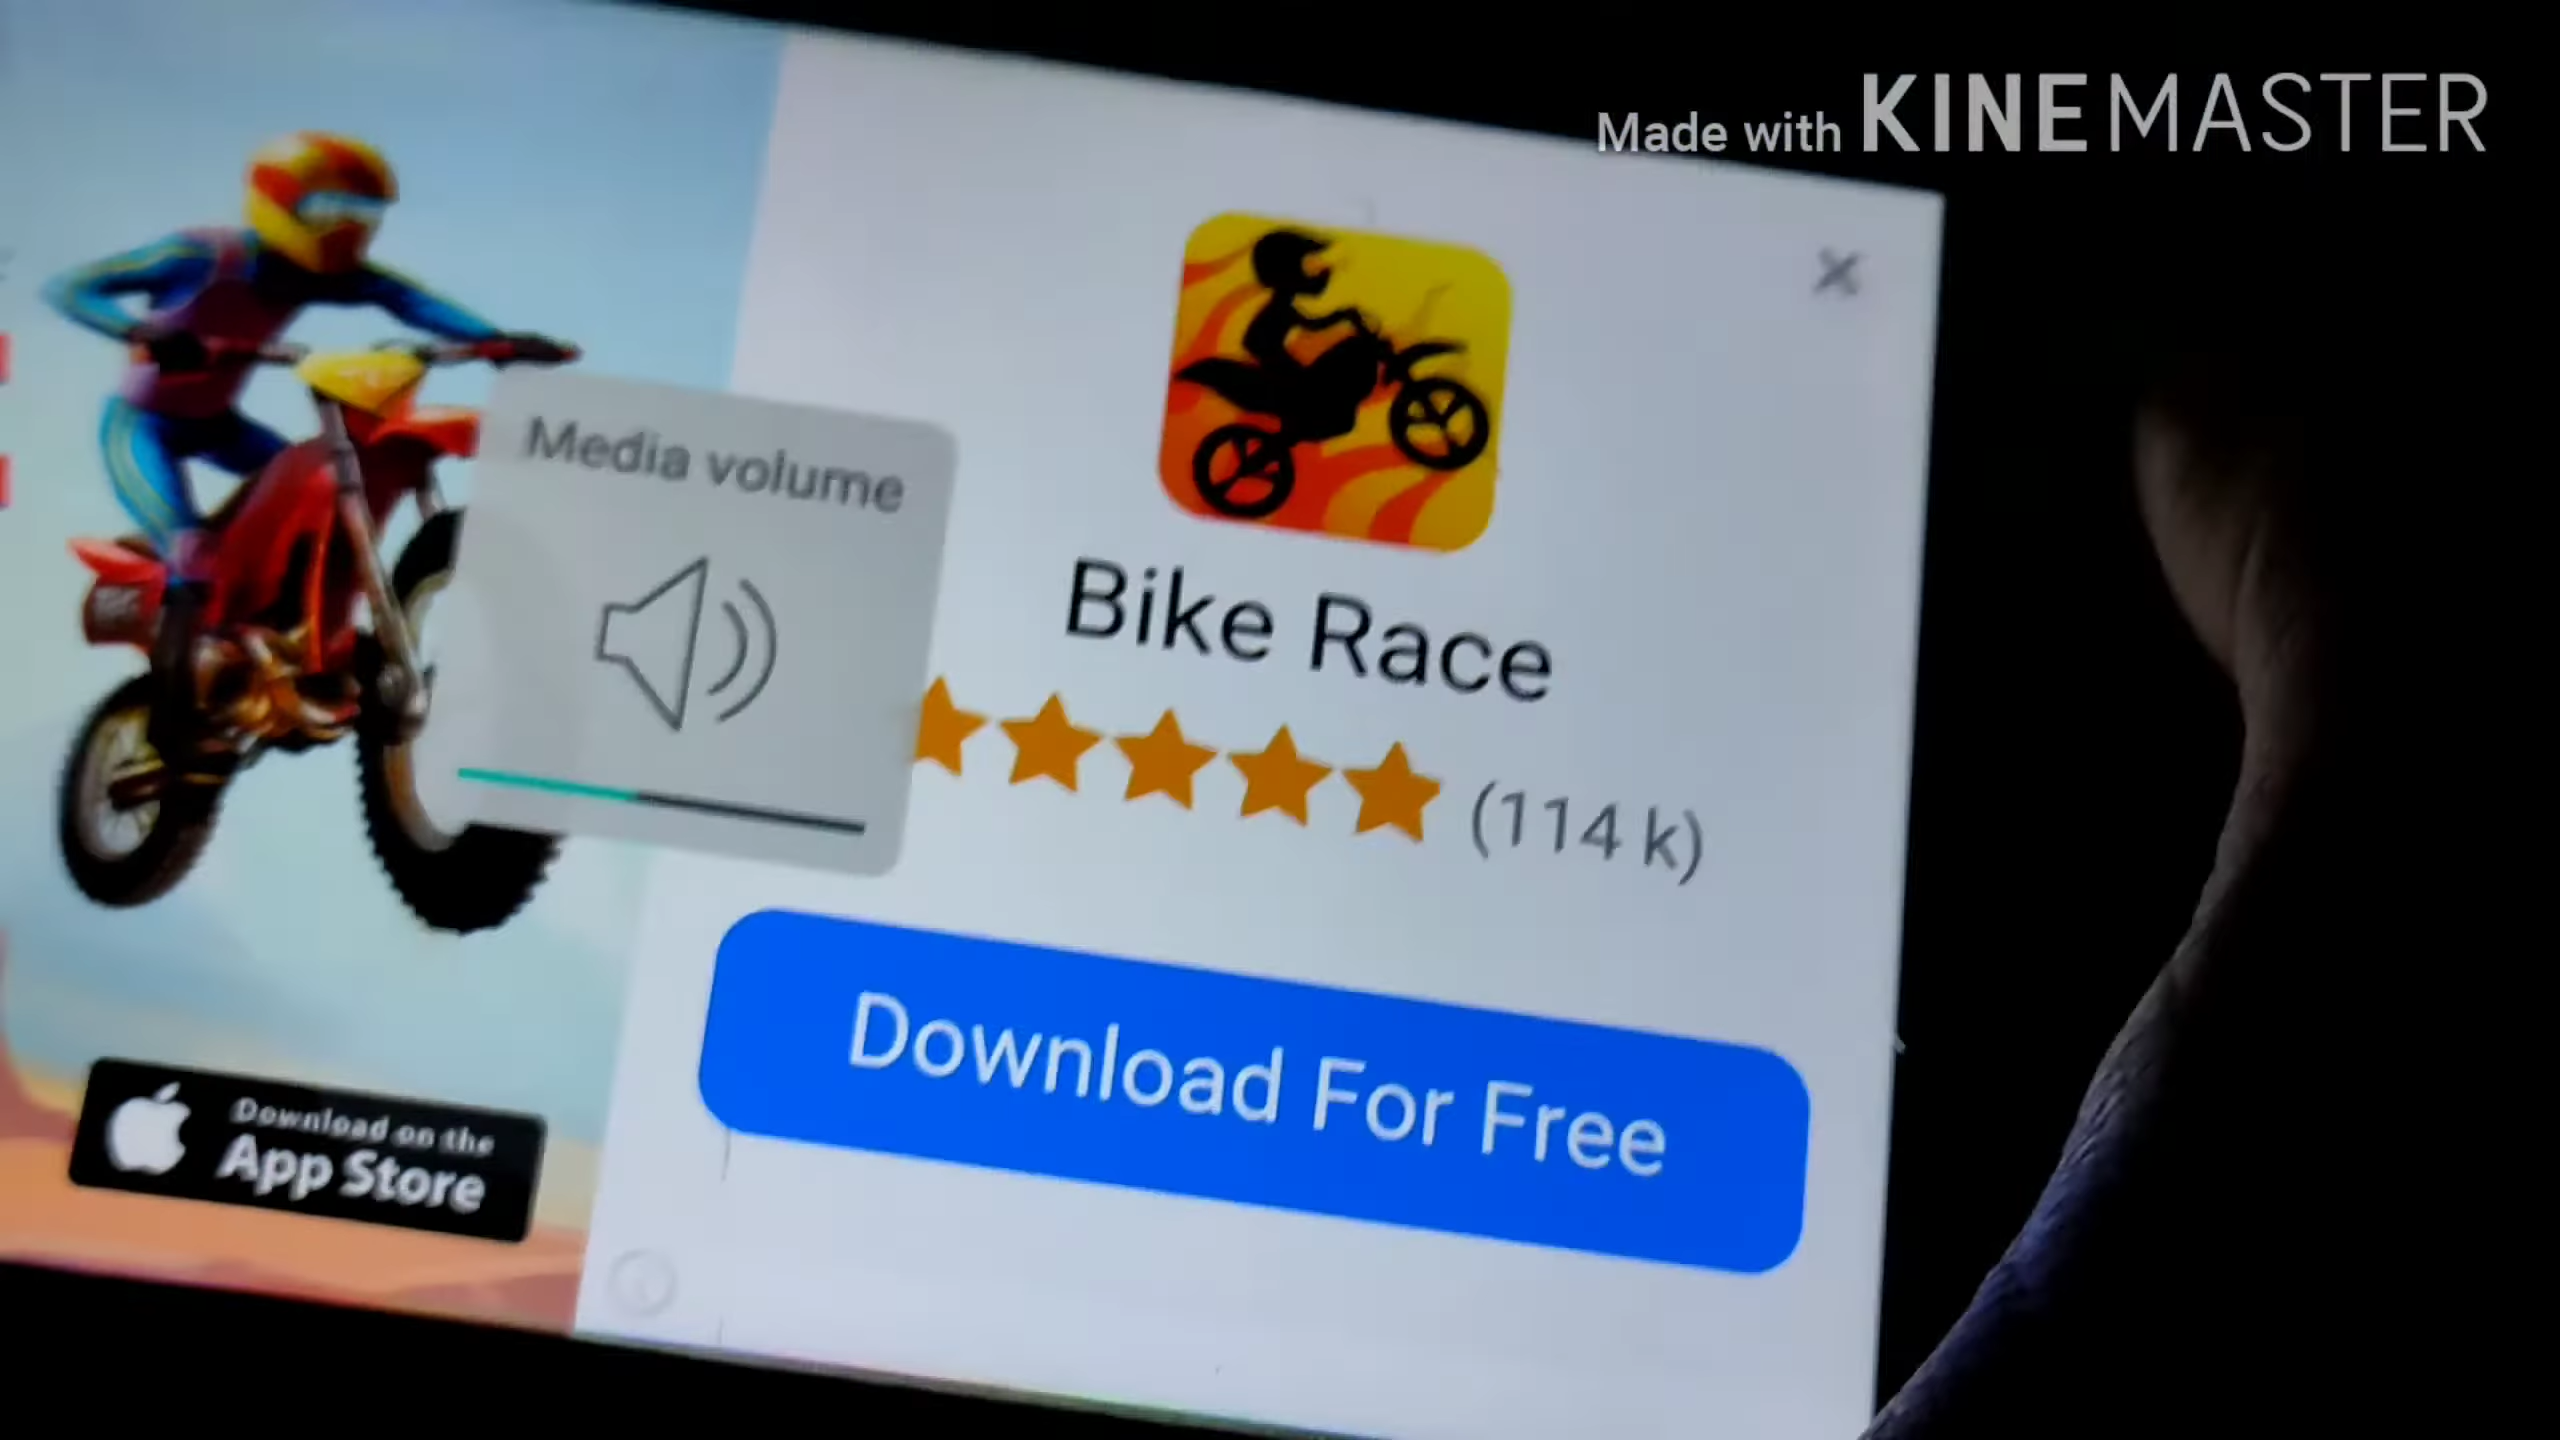 Made with KINEMASTER
Media volume
Bike Race
(114 k)
Download For Free
Download on the
App Store